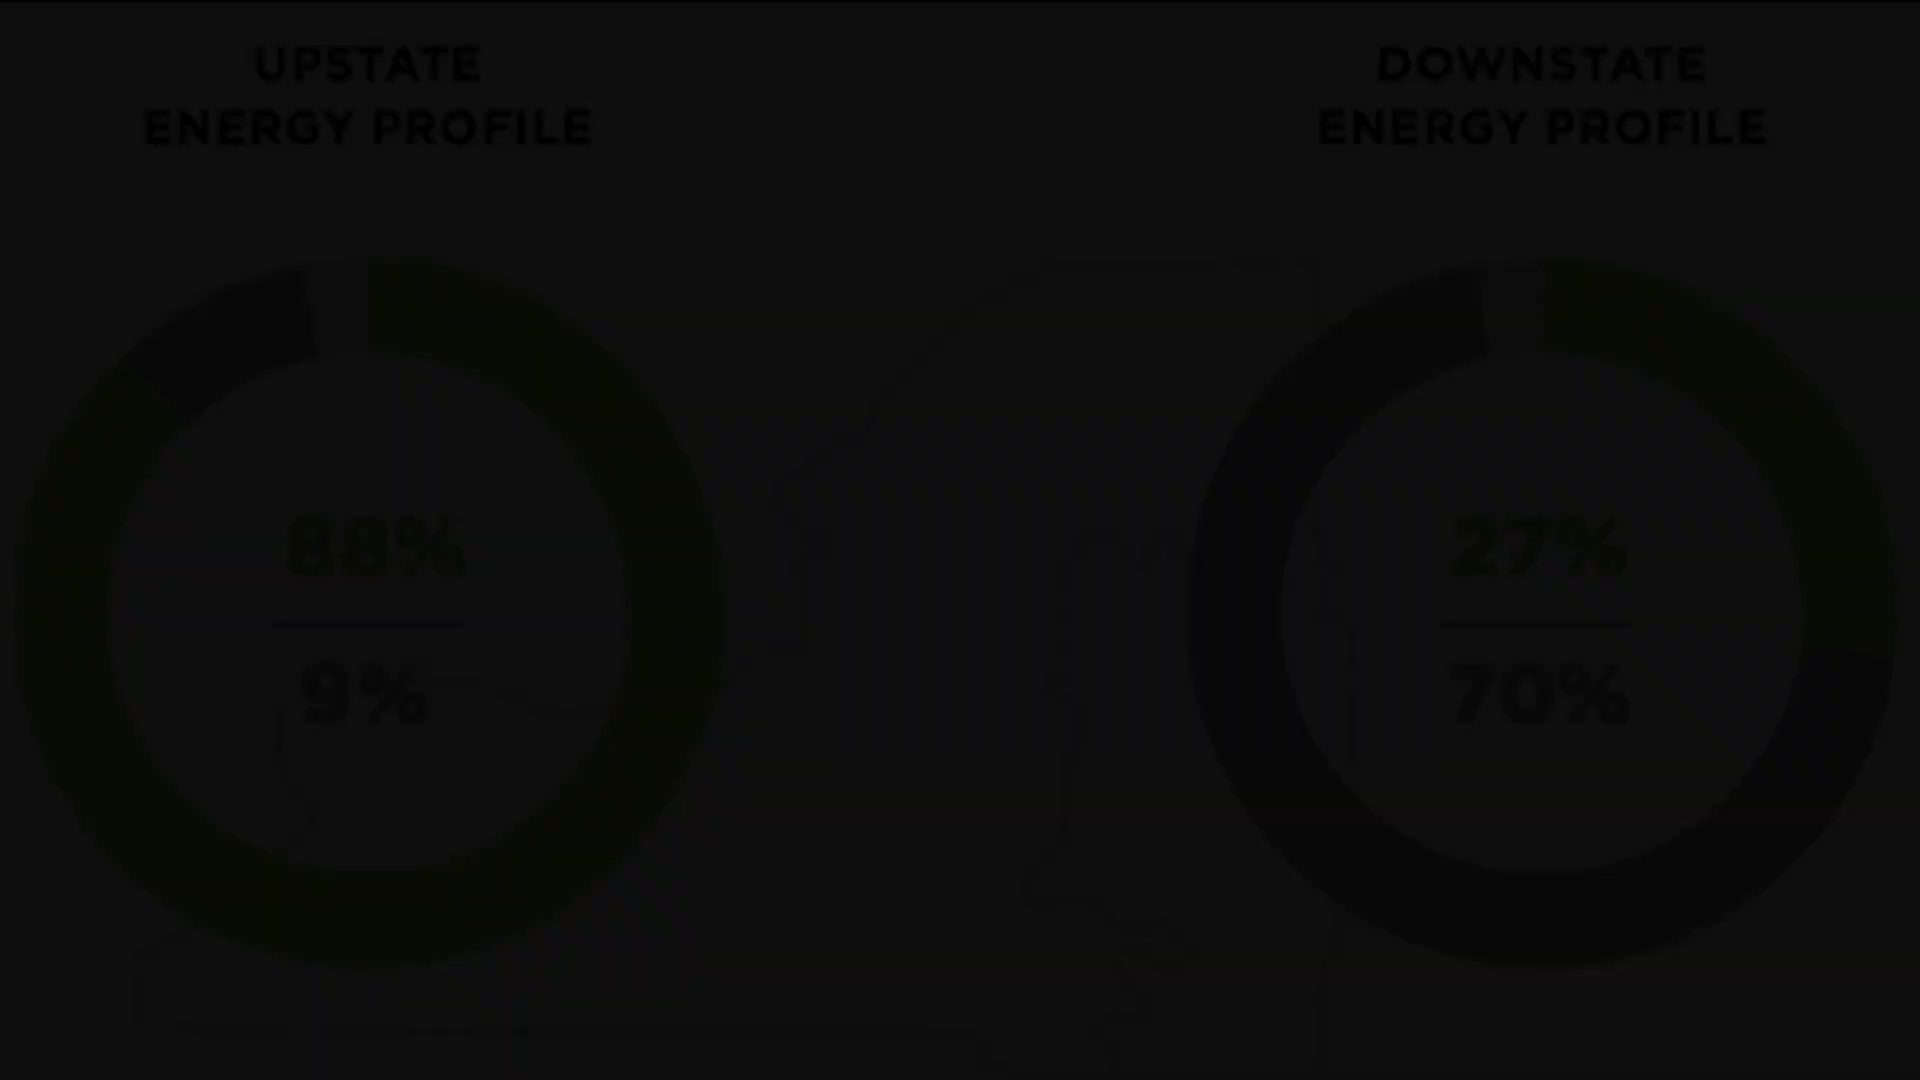 UPSTATE
ENERGY PROFILE
88%
9%
DOWNSTATE
ENERGY PROFILE
27%
70%